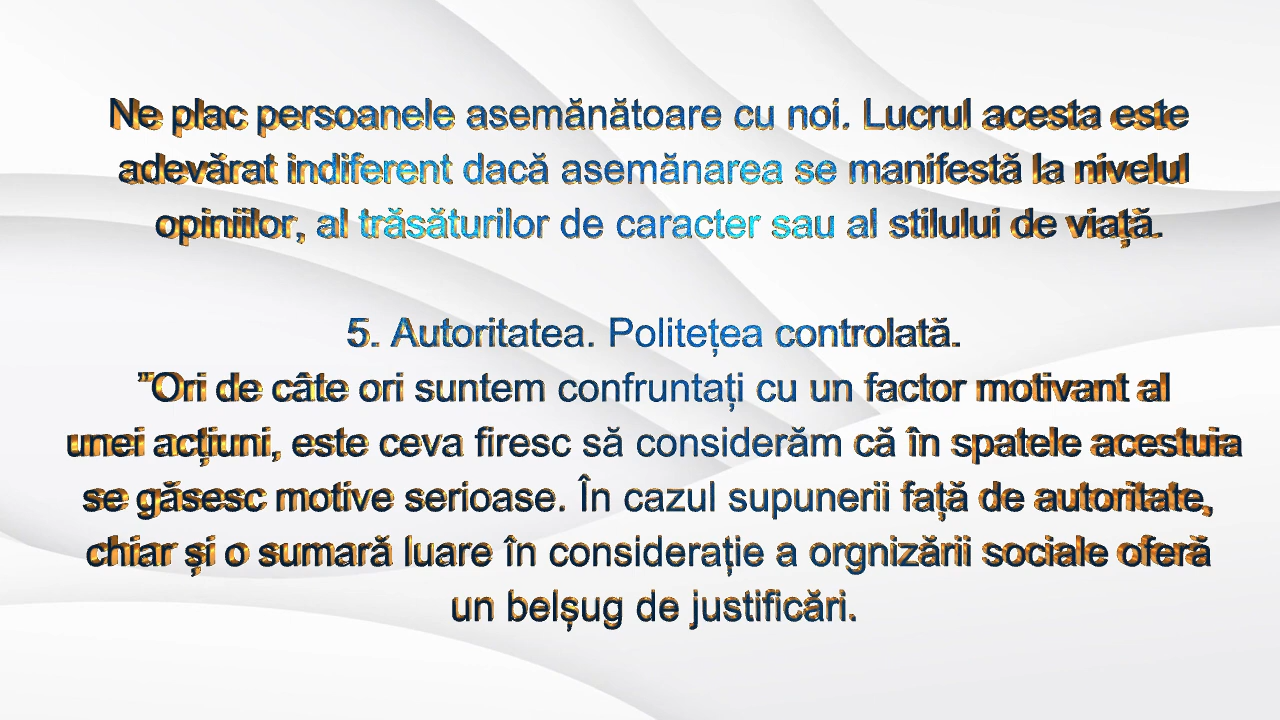 Ne plac persoanele asemănătoare cu noi. Lucrul acesta este
adevărat indiferent dacă asemănarea se manifestă la nivelul
opiniilor, al trăsăturilor de caracter sau al stilului de viață.
5. Autoritatea. Politețea controlată.
”Ori de câte ori suntem confruntați cu un factor motivant al
unei acțiuni, este ceva firesc să considerăm că în spatele acestuia
se găsesc motive serioase. În cazul supunerii față de autoritate,
chiar și o sumară luare în considerație a orgnizării sociale oferă
un belșug de justificări.